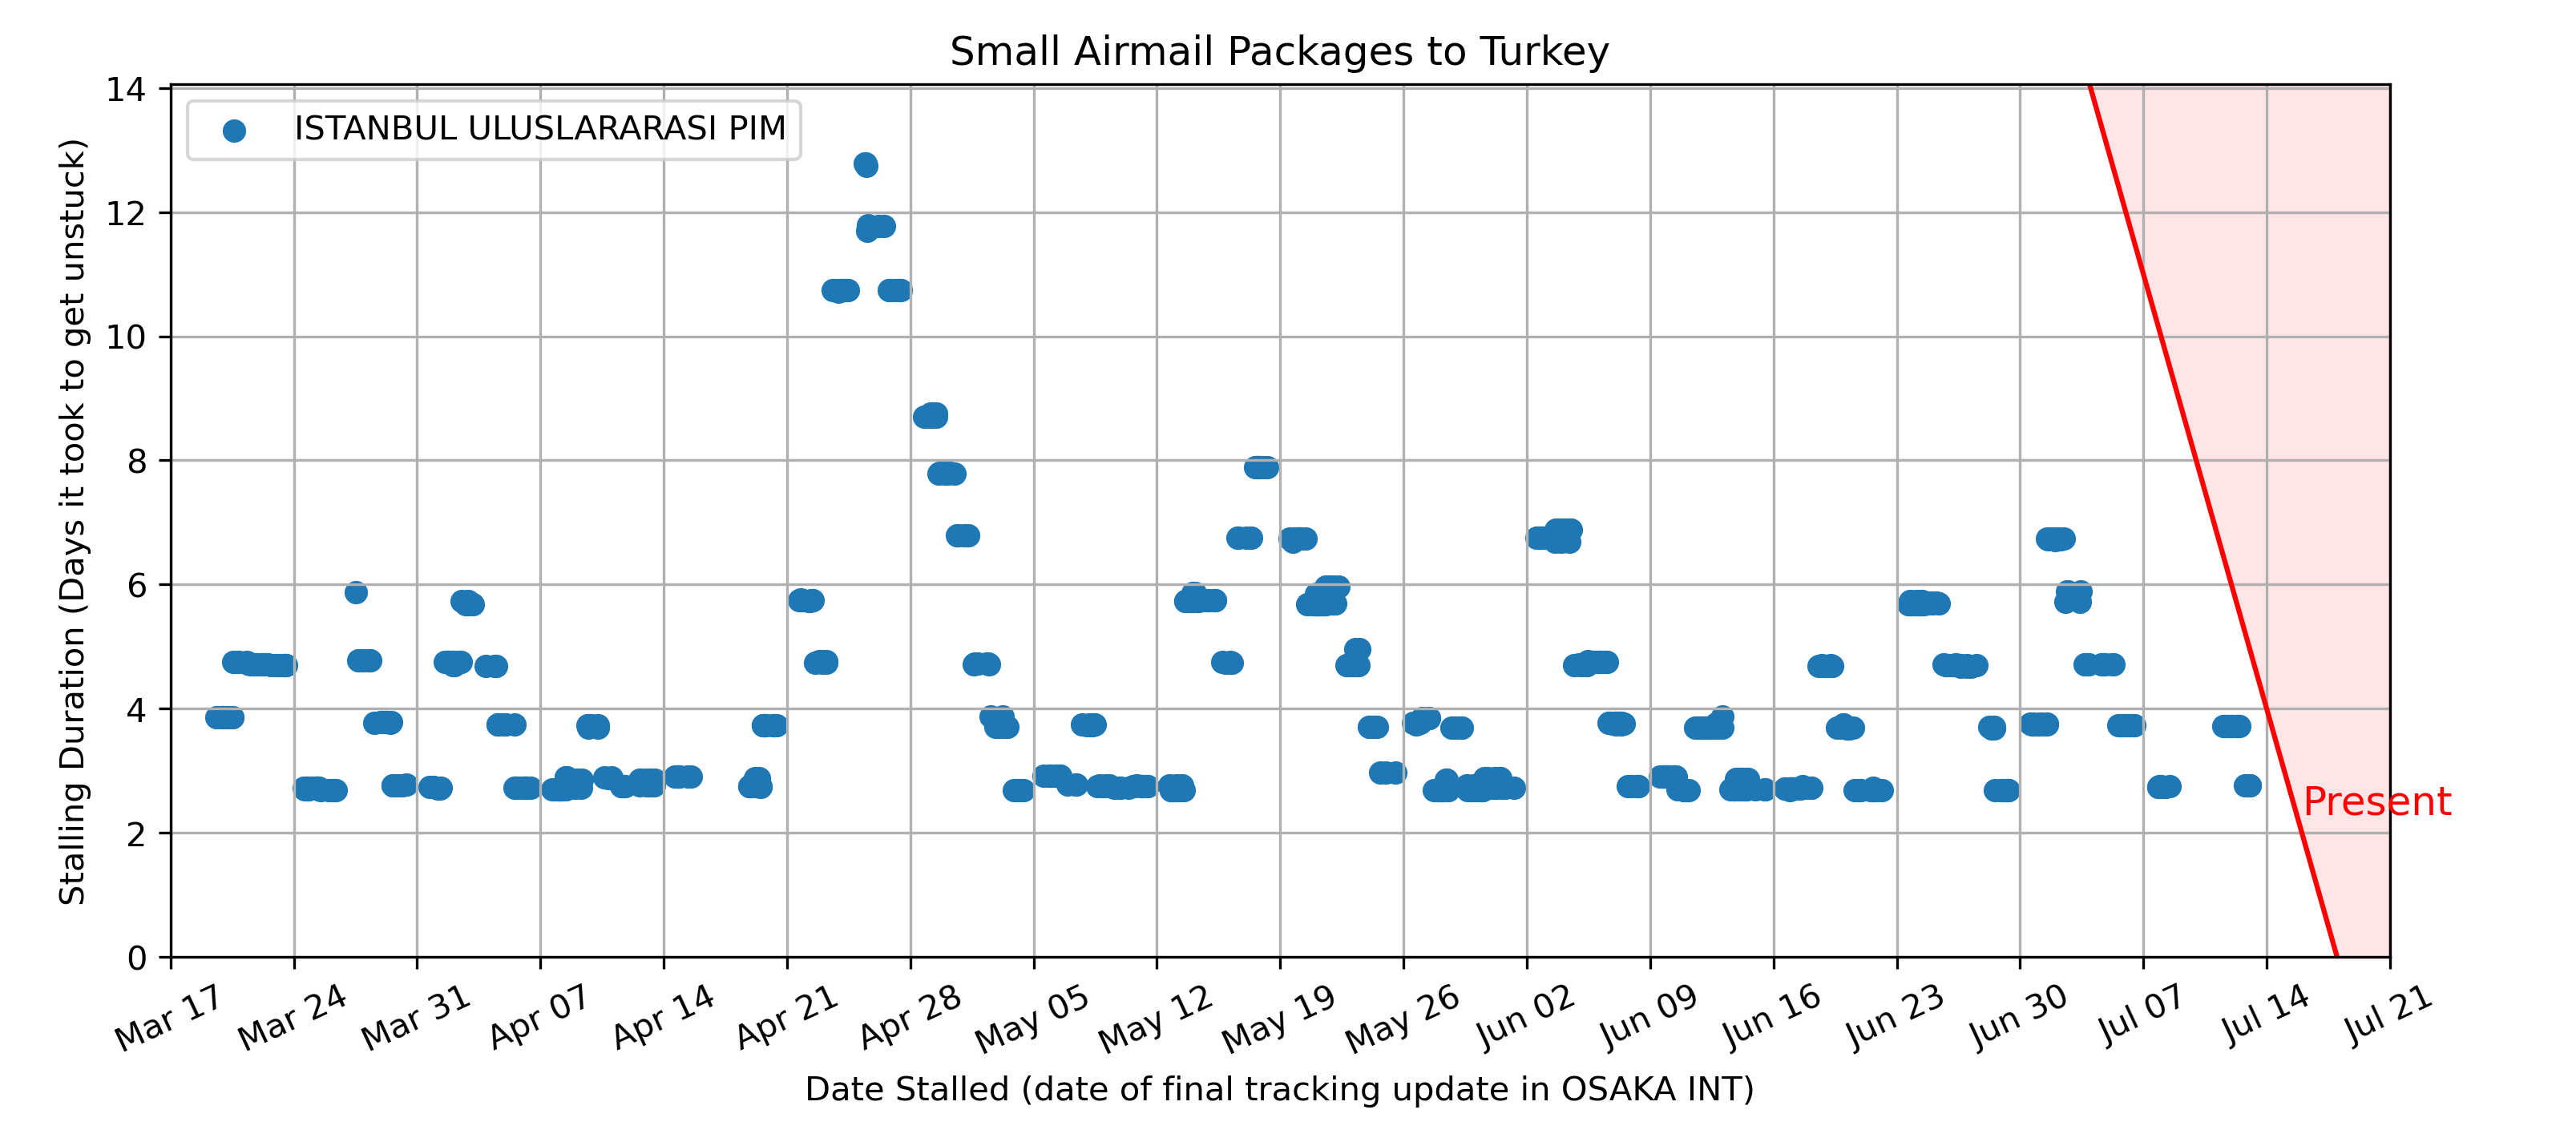 Small Airmail Packages to Turkey
ISTANBUL ULUSLARARASI PIM
Stalling Duration (Days it took to get unstuck)
14
12
10
8
6
4
2
0
Present
Mar 17
Mar 24
Mar 31
Apr 07
Apr 14
Apr 21
Apr 28
May 05
May 12
May 19
May 26
Jun 02
Jun 09
Jun 16
Jun 23
Jun 30
Jul 07
Jul 14
Jul 21
Date Stalled (date of final tracking update in OSAKA INT)